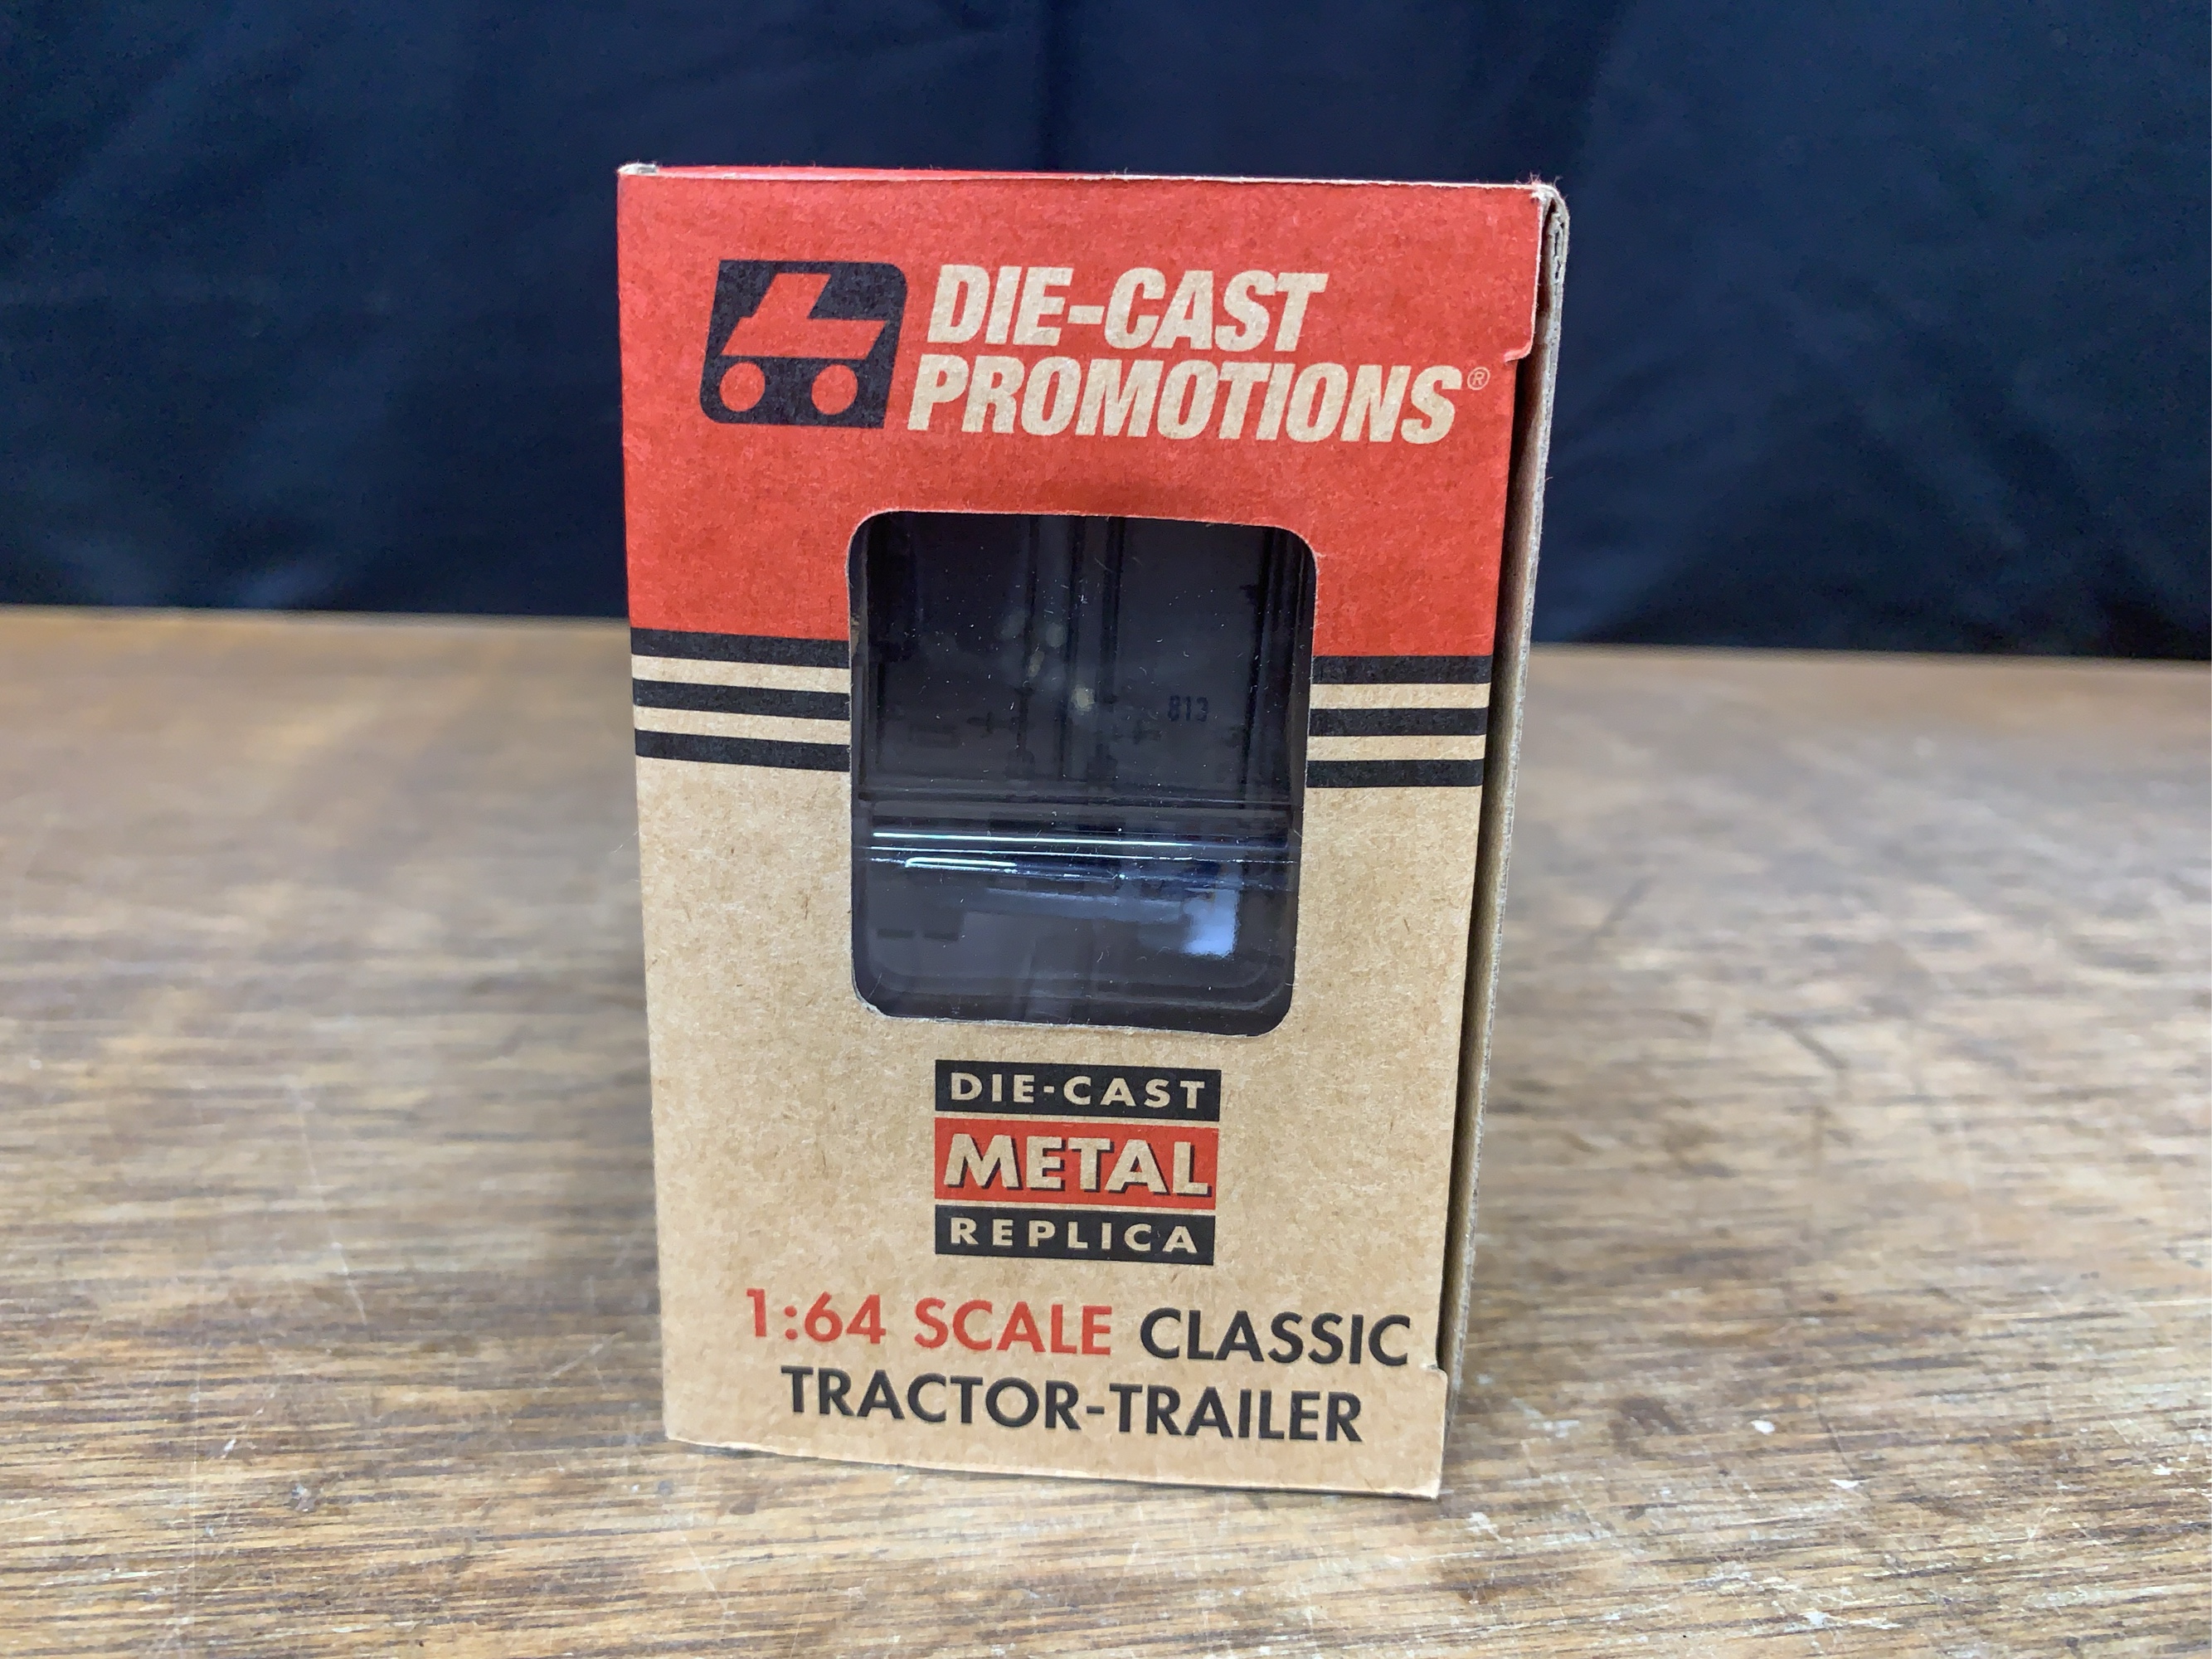 DIE-CAST
PROMOTIONS®
813
DIE-CAST
METAL
REPLICA
1:64 SCALE CLASSIC
TRACTOR-TRAILER